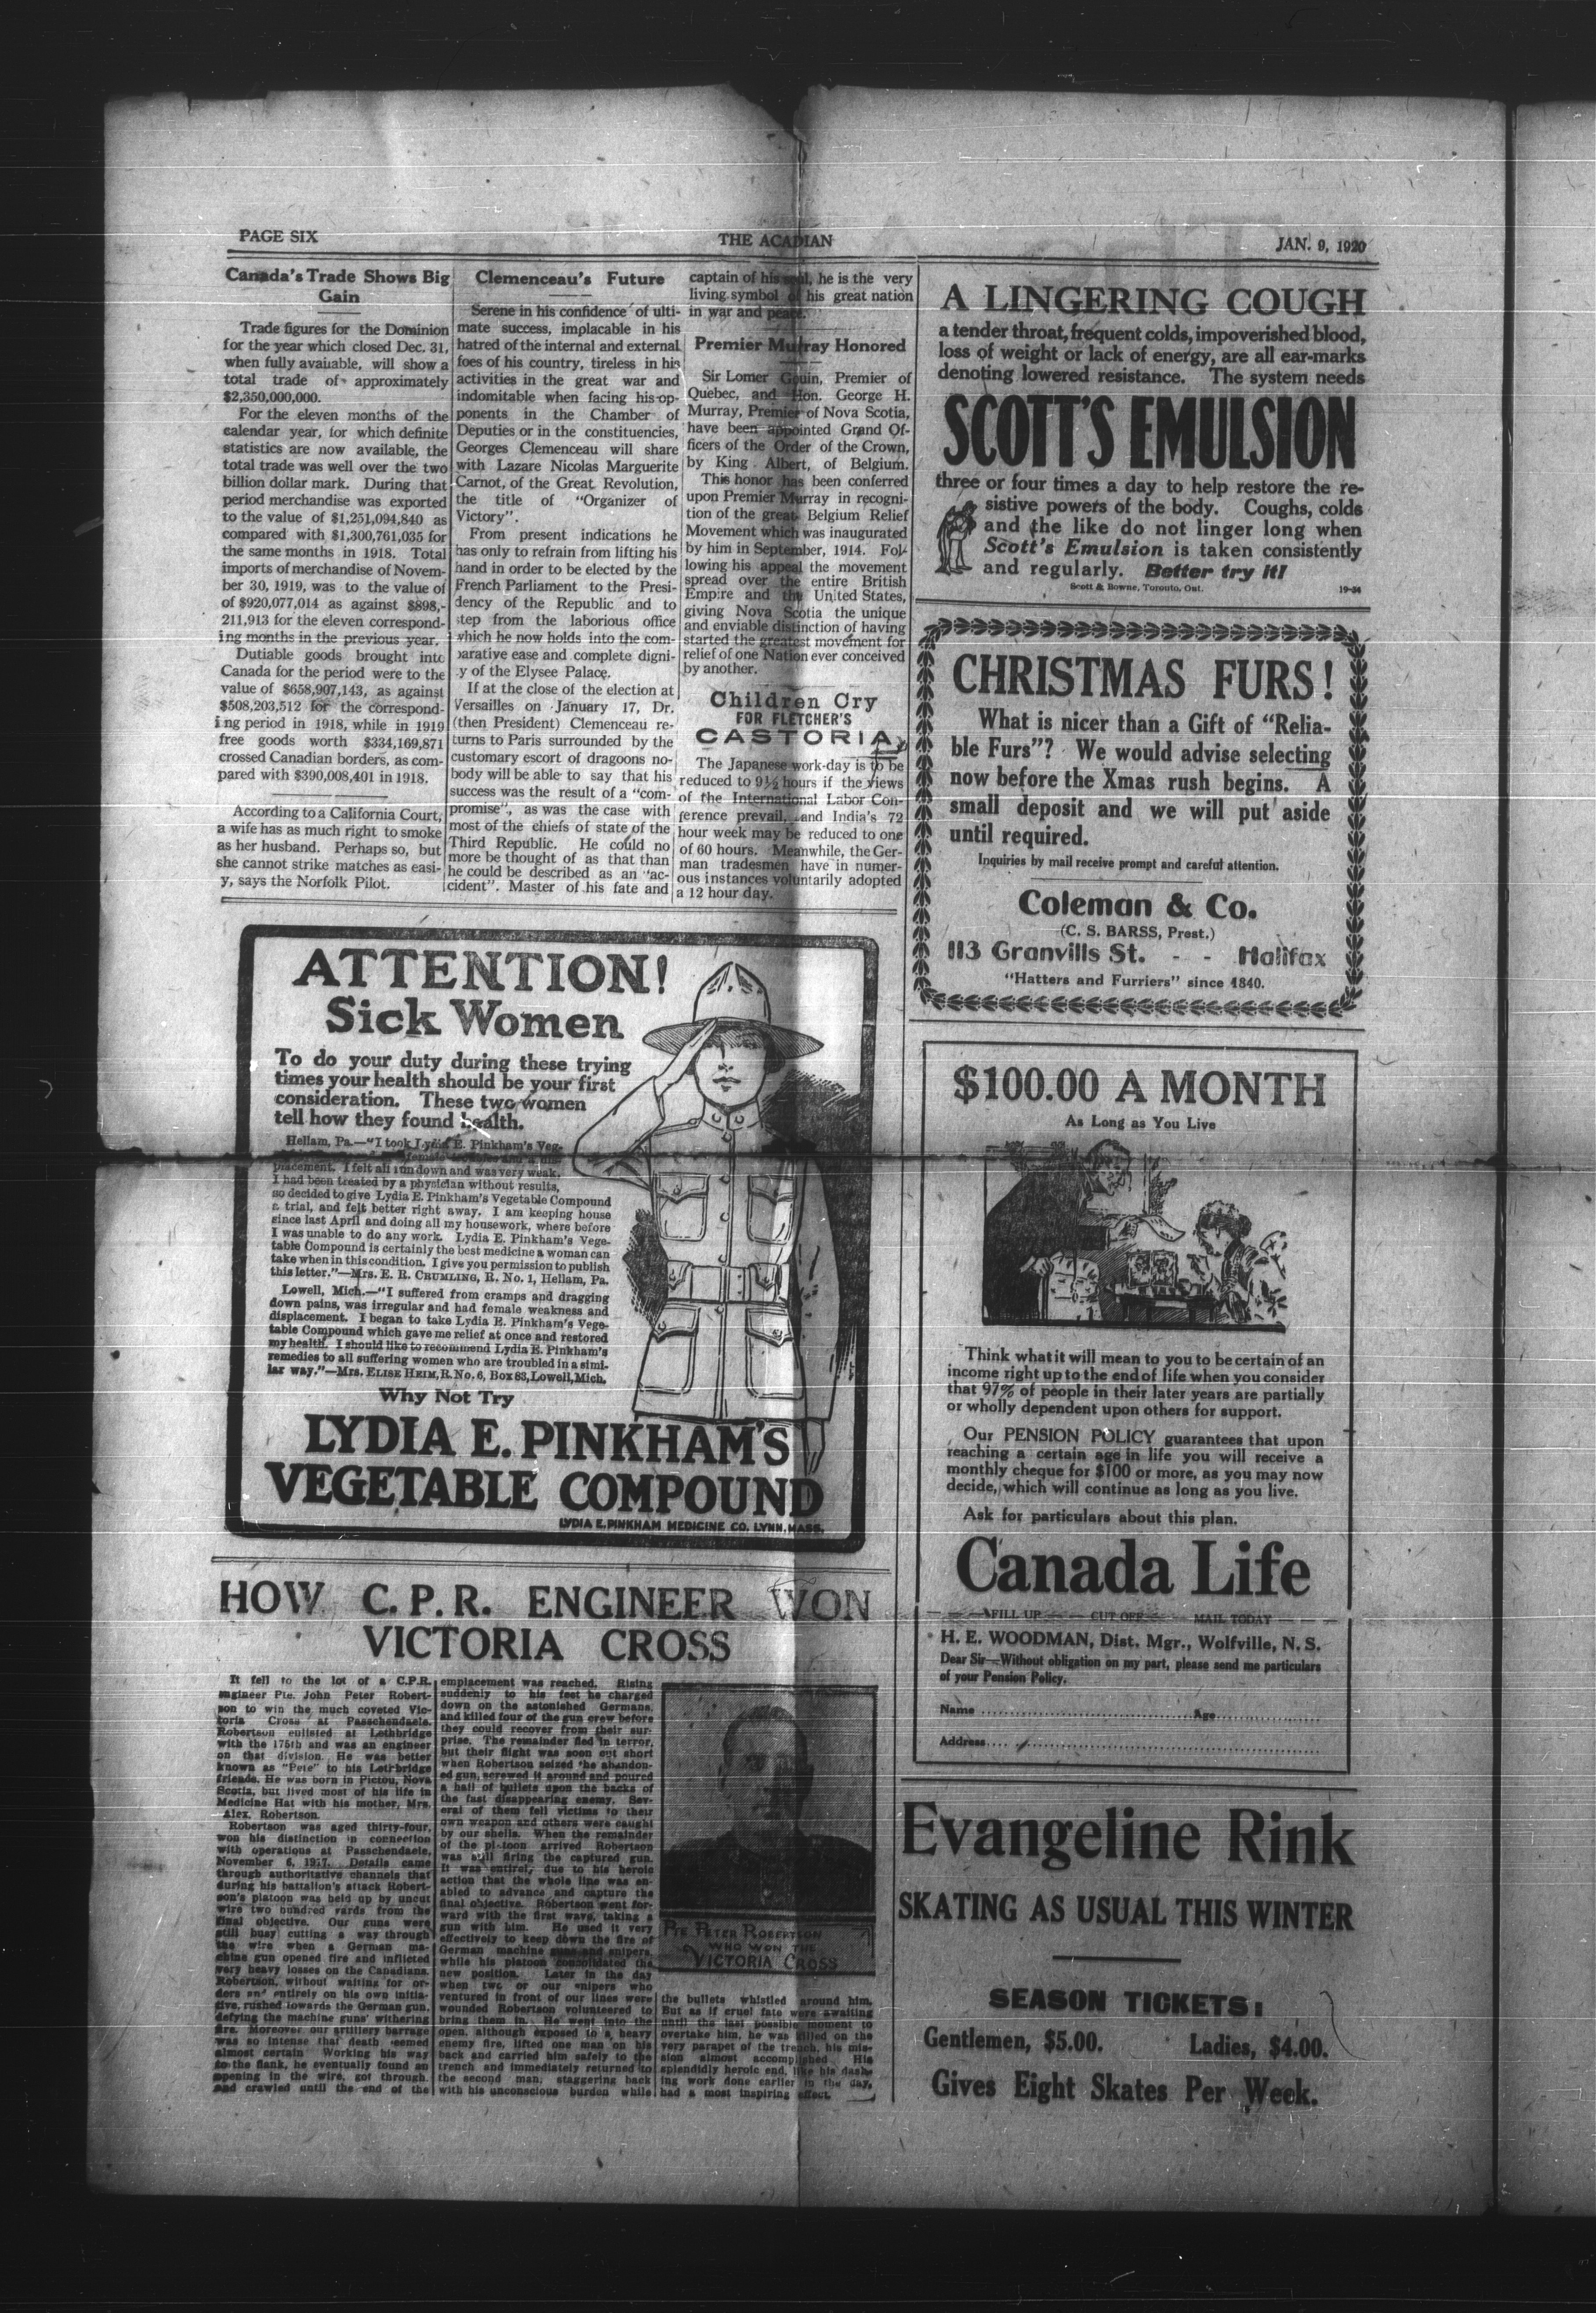 PAGE SIX
THE ACADIAN
JAN. 9, 1920
Canada's Trade Shows Big
Gain
Trade figures for the Dominion
for the year which closed Dec. 31,
when fully available, will show a
total trade of approximately
$2,350,000,000.
For the eleven months of the
calendar year, for which definite
statistics are now available, the
total trade was well over the two
billion dollar mark. During that
period merchandise was exported
to the value of $1,251,094,840 as
compared with $1,300,761,035 for
the same months in 1918. Total
imports of merchandise of Novem-
ber 30, 1919, was to the value of
of $920,077,014 as against $898,-
211,913 for the eleven correspond-
ing months in the previous year.
Dutiable goods brought into
Canada for the period were to the
value of $658,907,143, as against
$508,203,512 for the correspond-
ing period in 1918, while in 1919
free goods worth $334,169,871
crossed Canadian borders, as com-
pared with $390,008,401 in 1918.
According to a California Court,
a wife has as much right to smoke
as her husband. Perhaps so, but
she cannot strike matches as easi-
y, says the Norfolk Pilot.
Clemenceau's Future
Serene in his confidence of ulti-
mate success, implacable in his
hatred of the internal and external
foes of his country, tireless in his
activities in the great war and
indomitable when facing his op-
ponents in the Chamber of
Deputies or in the constituencies,
Georges Clemenceau will share
with Lazare Nicolas Marguerite
Carnot, of the Great Revolution,
the title of "Organizer of
Victory".
From present indications he
has only to refrain from lifting his
hand in order to be elected by the
French Parliament to the Presi-
dency of the Republic and to
step from the laborious office
which he now holds into the com-
parative ease and complete digni-
y of the Elysee Palace.
If at the close of the election at
Versailles on January 17, Dr.
(then President) Clemenceau re-
turns to Paris surrounded by the
customary escort of dragoons no-
body will be able to say that his
success was the result of a "com-
promise", as was the case with
most of the chiefs of state of the
Third Republic. He could no
more be thought of as that than
he could be described as an "ac-
cident". Master of his fate and
captain of his soul, he is the very
living symbol of his great nation
in war and peace.
Premier Murray Honored
Sir Lomer Gouin, Premier of
Quebec, and Hon. George H.
Murray, Premier of Nova Scotia,
have been appointed Grand Of-
ficers of the Order of the Crown,
by King Albert, of Belgium.
This honor has been conferred
upon Premier Murray in recogni-
tion of the great Belgium Relief
Movement which was inaugurated
by him in September, 1914. Fol-
lowing his appeal the movement
spread over the entire British
Empire and the United States,
giving Nova Scotia the unique
and enviable distinction of having
started the greatest movement for
relief of one Nation ever conceived
by another.
Children Cry
FOR FLETCHER'S
CASTORIA
The Japanese work-day is to be
reduced to 9½ hours if the views
of the International Labor Con-
ference prevail, and India's 72
hour week may be reduced to one
of 60 hours. Meanwhile, the Ger-
man tradesmen have in numer-
ous instances voluntarily adopted
a 12 hour day.
A LINGERING COUGH
a tender throat, frequent colds, impoverished blood,
loss of weight or lack of energy, are all ear-marks
denoting lowered resistance. The system needs
SCOTT'S EMULSION
three or four times a day to help restore the re-
sistive powers of the body. Coughs, colds
and the like do not linger long when
Scott's Emulsion is taken consistently
and regularly. Better try it!
Scott & Bowne, Toronto, Ont.
19-34
CHRISTMAS FURS!
What is nicer than a Gift of "Relia-
ble Furs"? We would advise selecting
now before the Xmas rush begins. A
small deposit and we will put aside
until required.
Inquiries by mail receive prompt and careful attention.
Coleman & Co.
(C. S. BARSS, Prest.)
113 Granvills St. - - Halifax
"Hatters and Furriers" since 1840.
ATTENTION!
Sick Women
To do your duty during these trying
times your health should be your first
consideration. These two women
tell how they found health.
Hellam, Pa.—"I took Lydia E. Pinkham's Veg-
female
placement. I felt all run down and was very weak.
I had been treated by a physician without results,
so decided to give Lydia E. Pinkham's Vegetable Compound
a trial, and felt better right away. I am keeping house
since last April and doing all my housework, where before
I was unable to do any work. Lydia E. Pinkham's Vege-
table Compound is certainly the best medicine a woman can
take when in this condition. I give you permission to publish
this letter."—Mrs. E. R. CRUMLING, R. No. 1, Hellam, Pa.
Lowell, Mich.—"I suffered from cramps and dragging
down pains, was irregular and had female weakness and
displacement. I began to take Lydia E. Pinkham's Vege-
table Compound which gave me relief at once and restored
my health. I should like to recommend Lydia E. Pinkham's
remedies to all suffering women who are troubled in a simi-
lar way."—Mrs. ELISE HEIM, R. No. 6, Box 83, Lowell, Mich.
Why Not Try
LYDIA E. PINKHAM'S
VEGETABLE COMPOUND
LYDIA E. PINKHAM MEDICINE CO. LYNN, MASS.
$100.00 A MONTH
As Long as You Live
Think what it will mean to you to be certain of an
income right up to the end of life when you consider
that 97% of people in their later years are partially
or wholly dependent upon others for support.
Our PENSION POLICY guarantees that upon
reaching a certain age in life you will receive a
monthly cheque for $100 or more, as you may now
decide, which will continue as long as you live.
Ask for particulars about this plan.
Canada Life
FILL UP — CUT OFF — MAIL TODAY
H. E. WOODMAN, Dist. Mgr., Wolfville, N. S.
Dear Sir—Without obligation on my part, please send me particulars
of your Pension Policy.
Name ........ Age........
Address........
HOW C. P. R. ENGINEER WON
VICTORIA CROSS
It fell to the lot of a C.P.R.
engineer Pte. John Peter Robert-
son to win the much coveted Vic-
toria Cross at Passchendaele.
Robertson enlisted at Lethbridge
with the 175th and was an engineer
on that division. He was better
known as "Pete" to his Lethbridge
friends. He was born in Pictou, Nova
Scotia, but lived most of his life in
Medicine Hat with his mother, Mrs.
Alex. Robertson.
Robertson was aged thirty-four,
won his distinction in connection
with operations at Passchendaele,
November 6, 1917. Details came
through authoritative channels that
during his battalion's attack Robert-
son's platoon was held up by uncut
wire two hundred yards from the
final objective. Our guns were
still busy cutting a way through
the wire when a German ma-
chine gun opened fire and inflicted
very heavy losses on the Canadians.
Robertson, without waiting for or-
ders and entirely on his own initia-
tive, rushed towards the German gun,
defying the machine guns' withering
fire. Moreover our artillery barrage
was so intense that death seemed
almost certain Working his way
to the flank, he eventually found an
opening in the wire, got through,
and crawled until the end of the
emplacement was reached. Rising
suddenly to his feet he charged
down on the astonished Germans,
and killed four of the gun crew before
they could recover from their sur-
prise. The remainder fled in terror,
but their flight was soon cut short
when Robertson seized the abandon-
ed gun, screwed it around and poured
a hail of bullets upon the backs of
the fast disappearing enemy. Sev-
eral of them fell victims to their
own weapon and others were caught
by our shells. When the remainder
of the platoon arrived Robertson
was still firing the captured gun.
It was entirely due to his heroic
action that the whole line was en-
abled to advance and capture the
final objective. Robertson went for-
ward with the first wave, taking a
gun with him. He used it very
effectively to keep down the fire of
German machine guns and snipers,
while his platoon consolidated the
new position. Later in the day
when two or our snipers who
ventured in front of our lines were
wounded Robertson volunteered to
bring them in. He went into the
open, although exposed to a heavy
enemy fire, lifted one man on his
back and carried him safely to the
trench and immediately returned to
the second man, staggering back
with his unconscious burden while
PTE PETER ROBERTSON
WHO WON THE
VICTORIA CROSS
the bullets whistled around him.
But as if cruel fate were awaiting
until the last possible moment to
overtake him, he was killed on the
very parapet of the trench, his mis-
sion almost accomplished. His
splendidly heroic end, like his dash-
ing work done earlier in the day,
had a most inspiring effect.
Evangeline Rink
SKATING AS USUAL THIS WINTER
SEASON TICKETS:
Gentlemen, $5.00. Ladies, $4.00.
Gives Eight Skates Per Week.